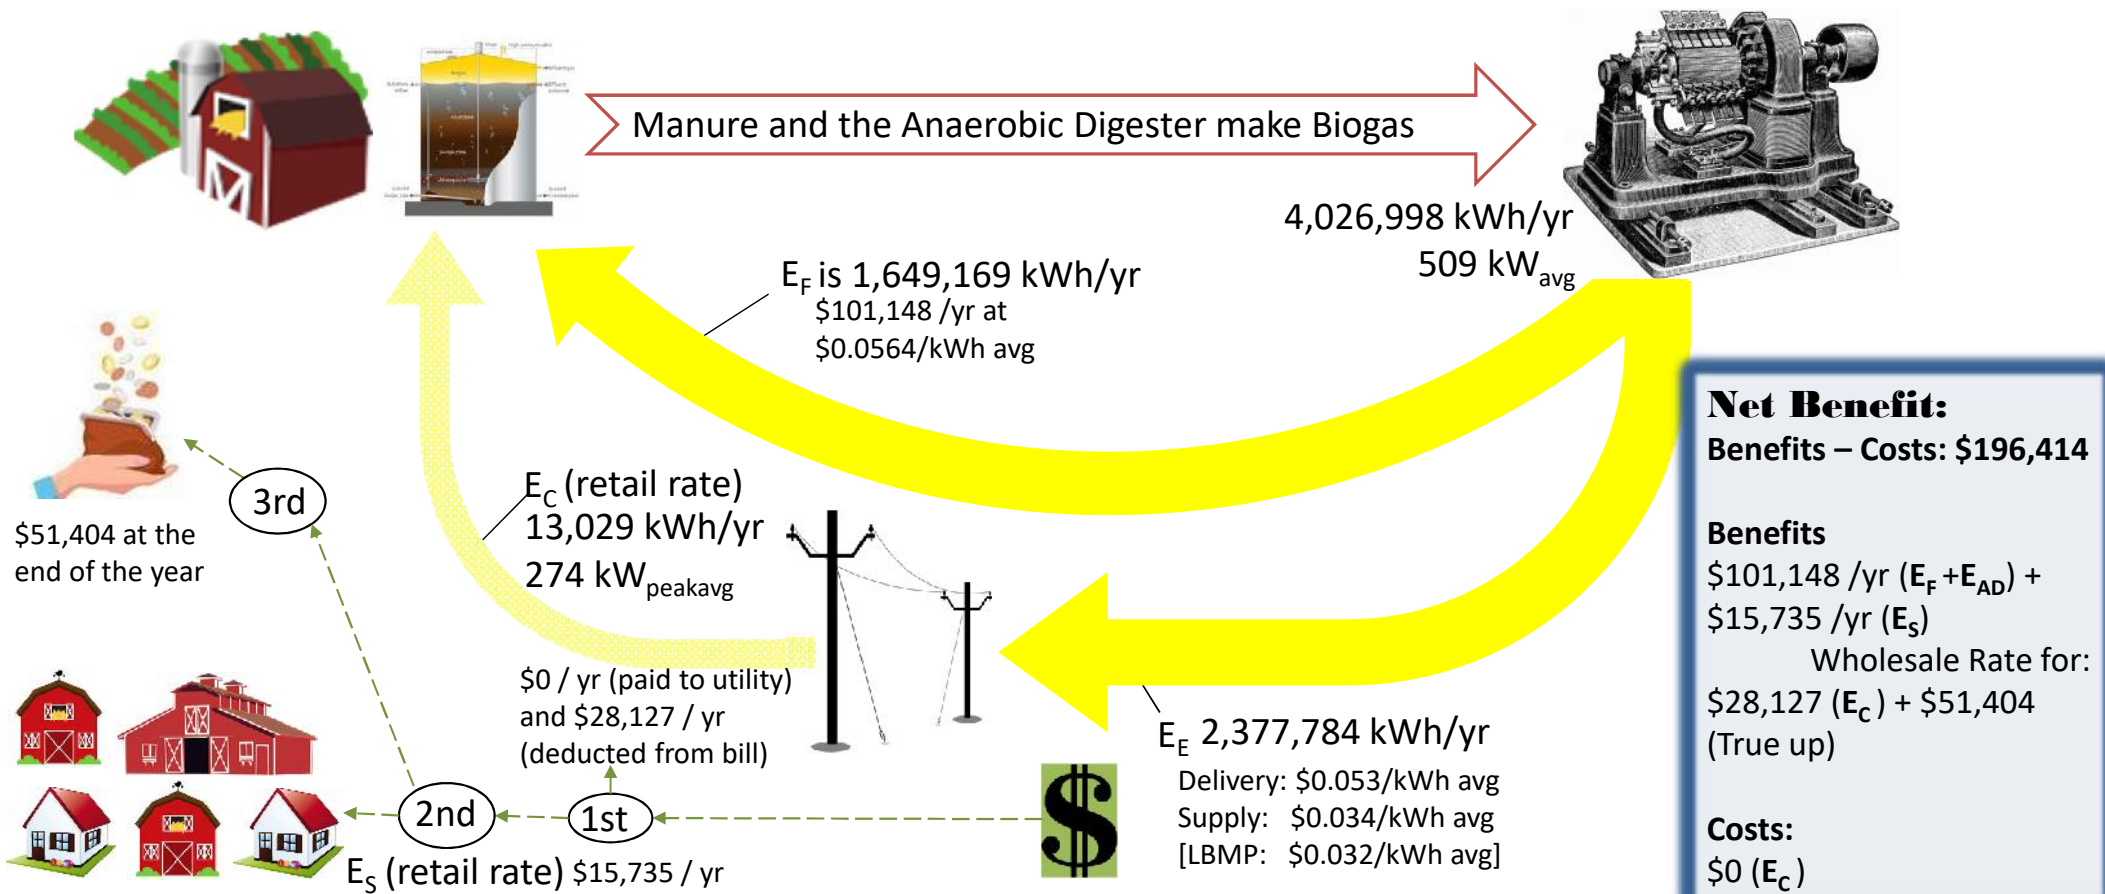 Manure and the Anaerobic Digester make Biogas
4,026,998 kWh/yr
509 kWavg
EF is 1,649,169 kWh/yr
$101,148 /yr at
$0.0564/kWh avg
EC (retail rate)
13,029 kWh/yr
274 kWpeakavg
3rd
$51,404 at the
end of the year
$0 / yr (paid to utility)
and $28,127 / yr
(deducted from bill)
2nd
1st
ES (retail rate) $15,735 / yr
$
EE 2,377,784 kWh/yr
Delivery: $0.053/kWh avg
Supply: $0.034/kWh avg
[LBMP: $0.032/kWh avg]
Net Benefit:
Benefits – Costs: $196,414
Benefits
$101,148 /yr (EF +EAD) +
$15,735 /yr (ES)
Wholesale Rate for:
$28,127 (EC ) + $51,404
(True up)
Costs:
$0 (EC )